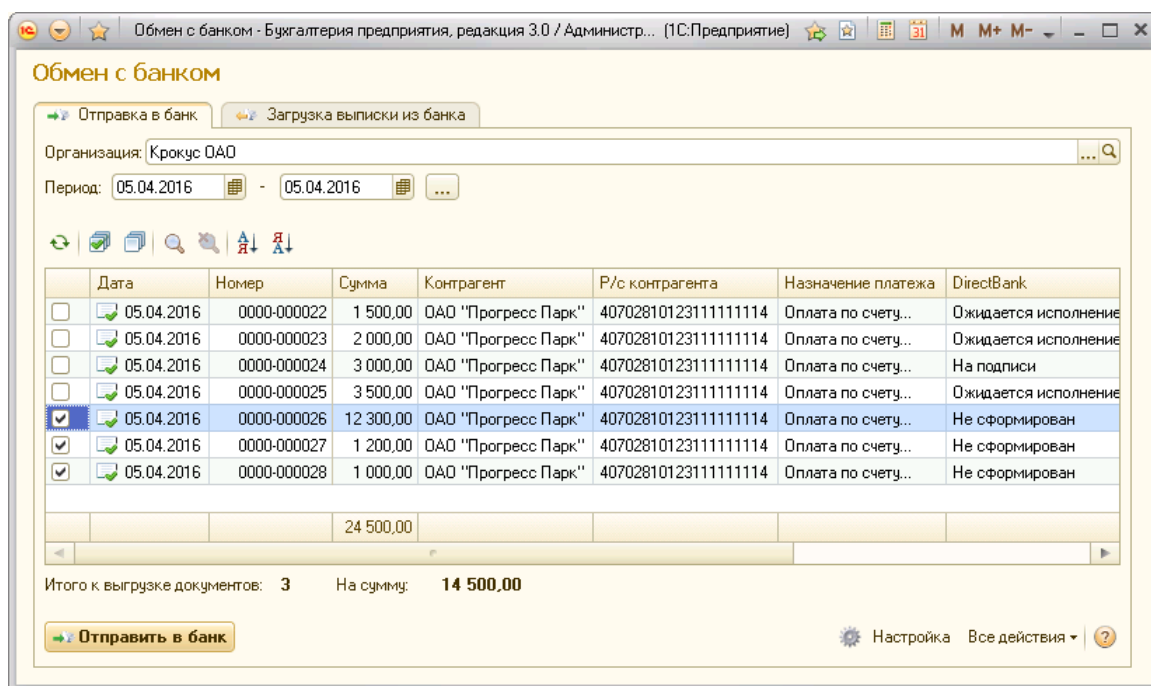 1С Обмен с банком - Бухгалтерия предприятия, редакция 3.0 / Администр... (1С:Предприятие) 31 M M+ M-
Обмен с банком
Отправка в банк Загрузка выписки из банка
Организация: Крокус ОАО ...
Период: 05.04.2016 - 05.04.2016 ...
А Я Я А
Дата Номер Сумма Контрагент Р/с контрагента Назначение платежа DirectBank
05.04.2016 0000-000022 1 500,00 ОАО "Прогресс Парк" 40702810123111111114 Оплата по счету... Ожидается исполнение
05.04.2016 0000-000023 2 000,00 ОАО "Прогресс Парк" 40702810123111111114 Оплата по счету... Ожидается исполнение
05.04.2016 0000-000024 3 000,00 ОАО "Прогресс Парк" 40702810123111111114 Оплата по счету... На подписи
05.04.2016 0000-000025 3 500,00 ОАО "Прогресс Парк" 40702810123111111114 Оплата по счету... Ожидается исполнение
05.04.2016 0000-000026 12 300,00 ОАО "Прогресс Парк" 40702810123111111114 Оплата по счету... Не сформирован
05.04.2016 0000-000027 1 200,00 ОАО "Прогресс Парк" 40702810123111111114 Оплата по счету... Не сформирован
05.04.2016 0000-000028 1 000,00 ОАО "Прогресс Парк" 40702810123111111114 Оплата по счету... Не сформирован
24 500,00
Итого к выгрузке документов: 3 На сумму: 14 500,00
Отправить в банк Настройка Все действия ?